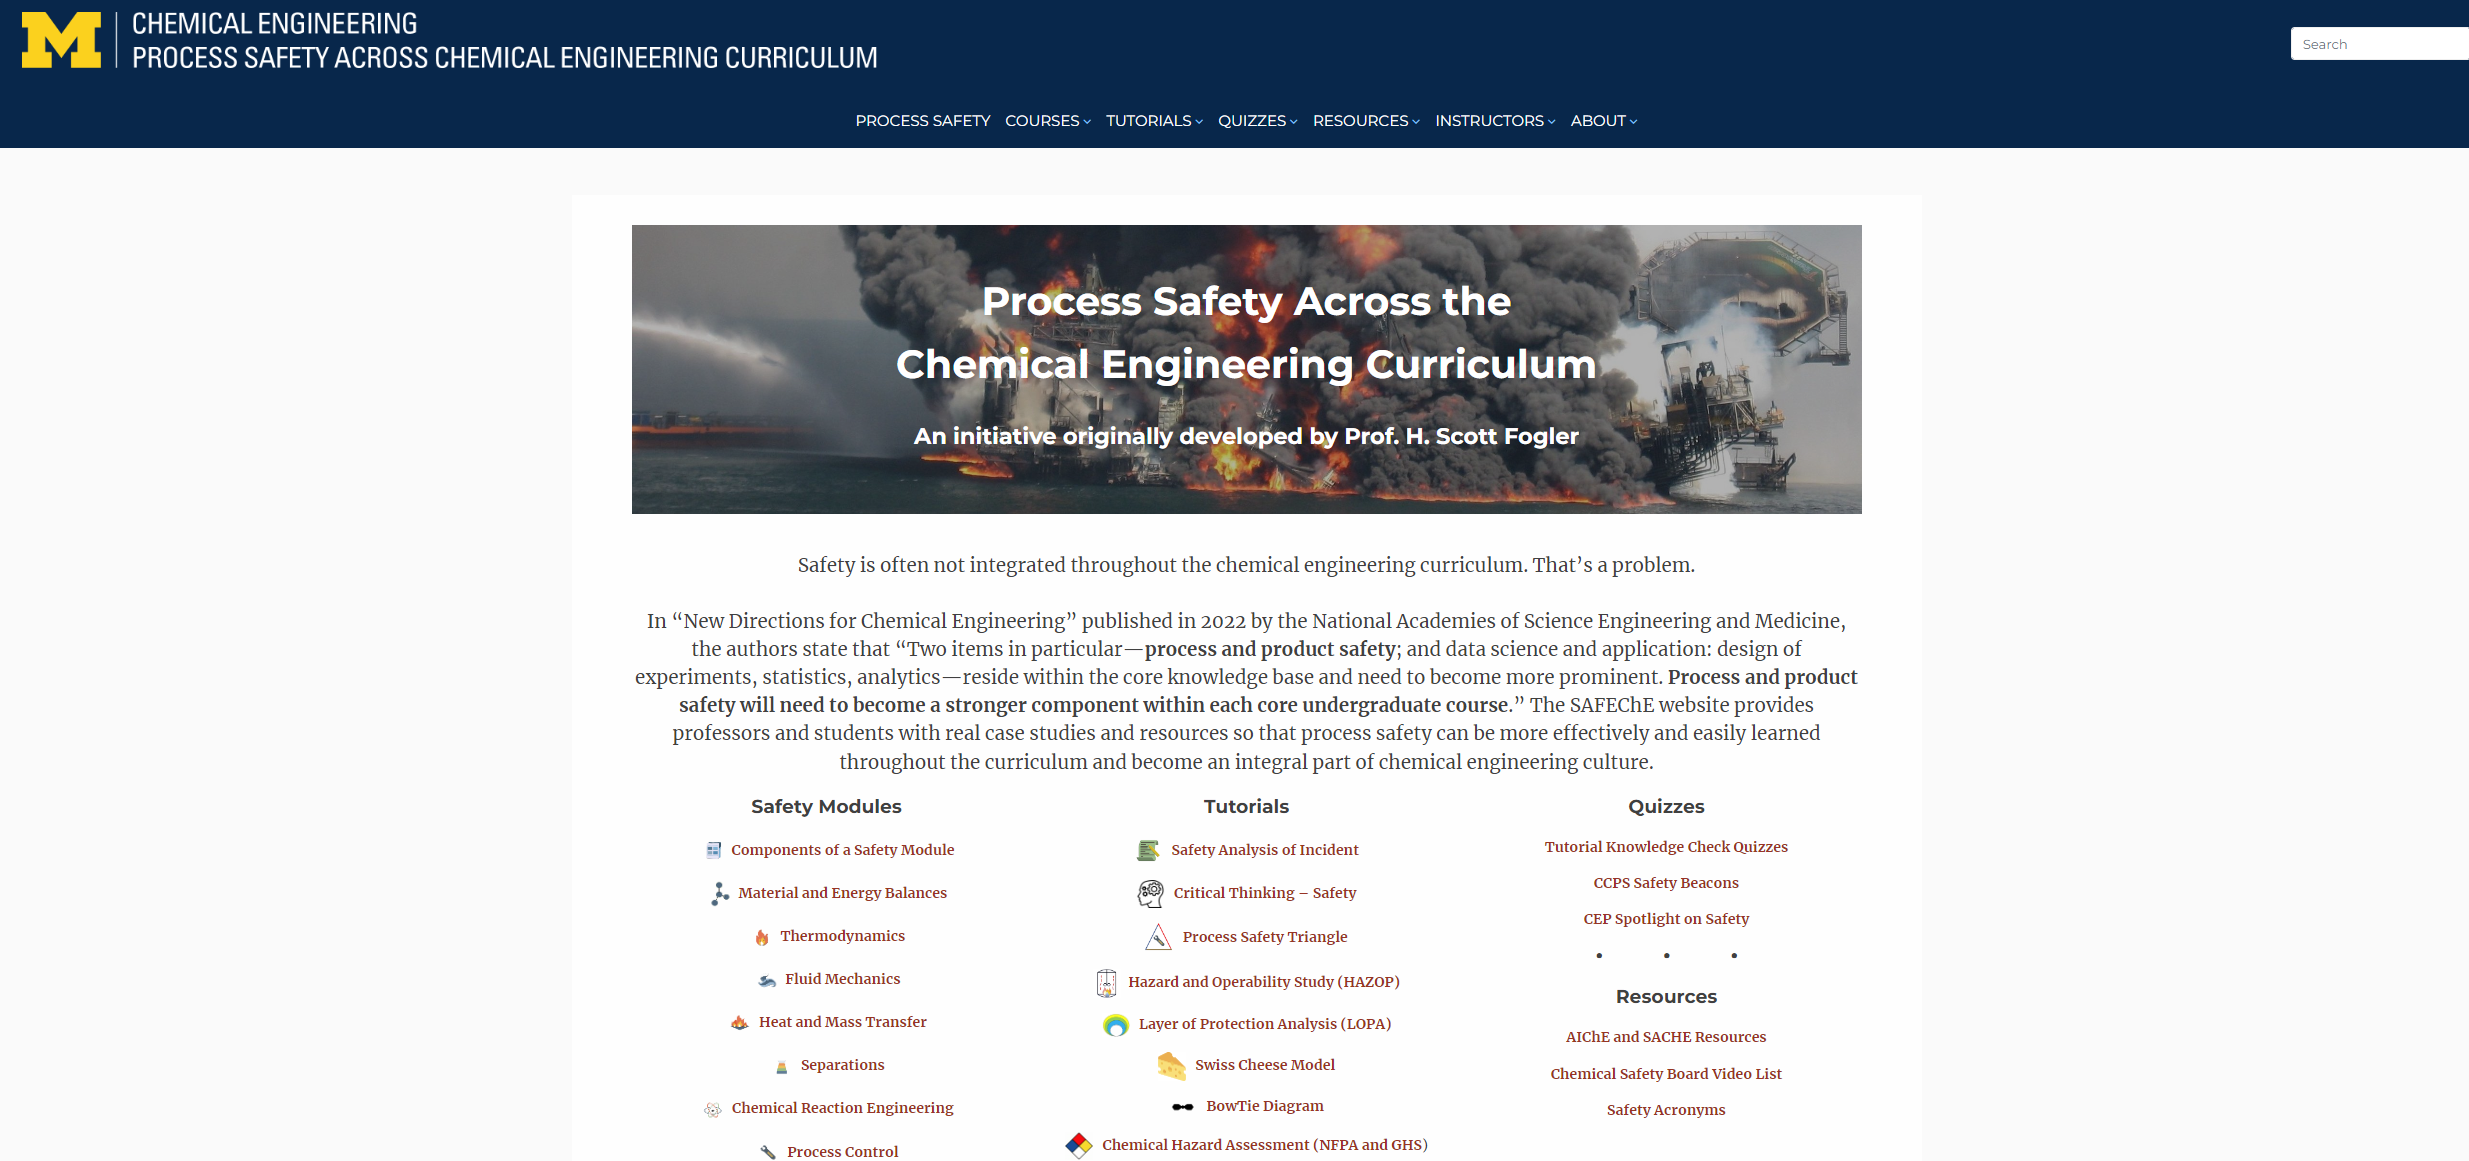 M
CHEMICAL ENGINEERING
PROCESS SAFETY ACROSS CHEMICAL ENGINEERING CURRICULUM
Search
PROCESS SAFETY COURSES TUTORIALS QUIZZES RESOURCES INSTRUCTORS ABOUT
Process Safety Across the
Chemical Engineering Curriculum
An initiative originally developed by Prof. H. Scott Fogler
Safety is often not integrated throughout the chemical engineering curriculum. That’s a problem.
In “New Directions for Chemical Engineering” published in 2022 by the National Academies of Science Engineering and Medicine,
the authors state that “Two items in particular—process and product safety; and data science and application: design of
experiments, statistics, analytics—reside within the core knowledge base and need to become more prominent. Process and product
safety will need to become a stronger component within each core undergraduate course.” The SAFEChE website provides
professors and students with real case studies and resources so that process safety can be more effectively and easily learned
throughout the curriculum and become an integral part of chemical engineering culture.
Safety Modules
Components of a Safety Module
Material and Energy Balances
Thermodynamics
Fluid Mechanics
Heat and Mass Transfer
Separations
Chemical Reaction Engineering
Process Control
Tutorials
Safety Analysis of Incident
Critical Thinking – Safety
Process Safety Triangle
Hazard and Operability Study (HAZOP)
Layer of Protection Analysis (LOPA)
Swiss Cheese Model
BowTie Diagram
Chemical Hazard Assessment (NFPA and GHS)
Quizzes
Tutorial Knowledge Check Quizzes
CCPS Safety Beacons
CEP Spotlight on Safety
• • •
Resources
AIChE and SACHE Resources
Chemical Safety Board Video List
Safety Acronyms